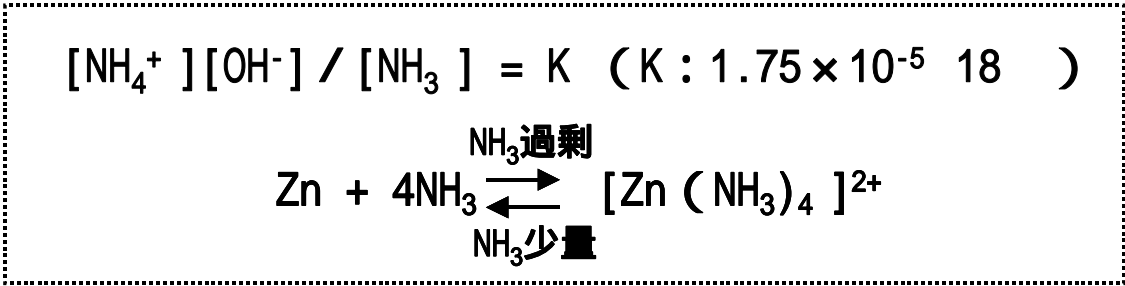 [NH₄⁺ ][OH⁻] / [NH₃ ] = K (K:1.75×10⁻⁵ 18 )
NH₃過剰
Zn + 4NH₃ ⇄ [Zn(NH₃)₄ ]²⁺
NH₃少量